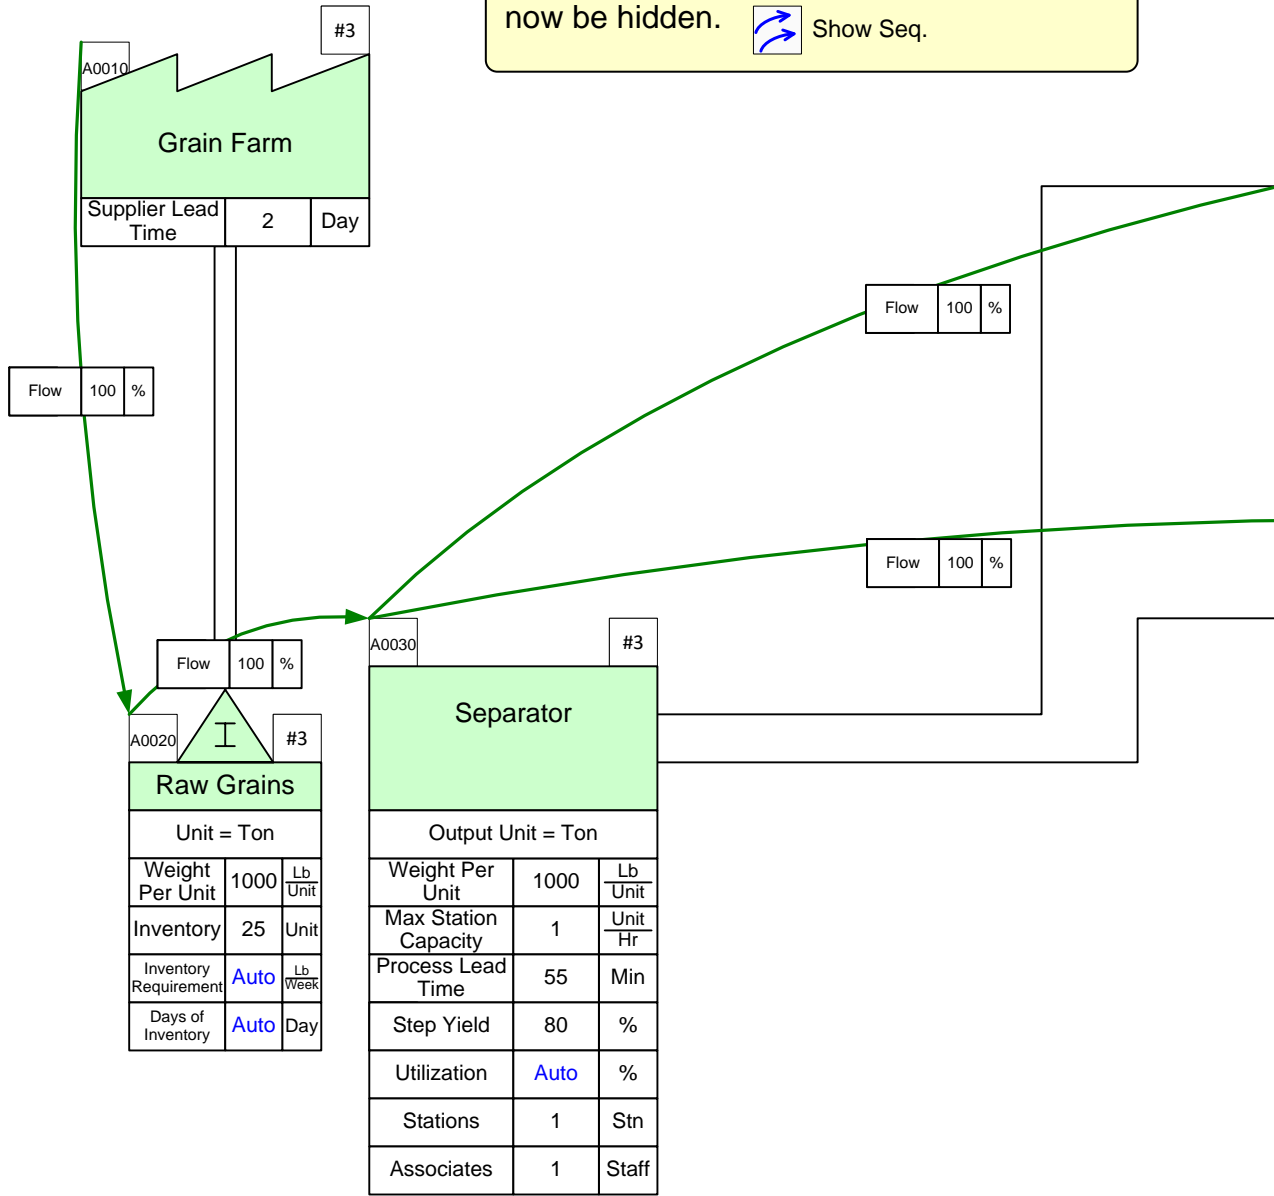 now be hidden.
Show Seq.
#3
A0010
Grain Farm
Supplier Lead
Time
2
Day
Flow 100 %
Flow 100 %
Flow 100 %
Flow 100 %
A0020
I
#3
Raw Grains
Unit = Ton
Weight
Per Unit
1000
Lb
Unit
Inventory 25 Unit
Inventory
Requirement
Auto
Lb
Week
Days of
Inventory
Auto
Day
A0030
#3
Separator
Output Unit = Ton
Weight Per
Unit
1000
Lb
Unit
Max Station
Capacity
1
Unit
Hr
Process Lead
Time
55
Min
Step Yield 80 %
Utilization Auto %
Stations 1 Stn
Associates 1 Staff